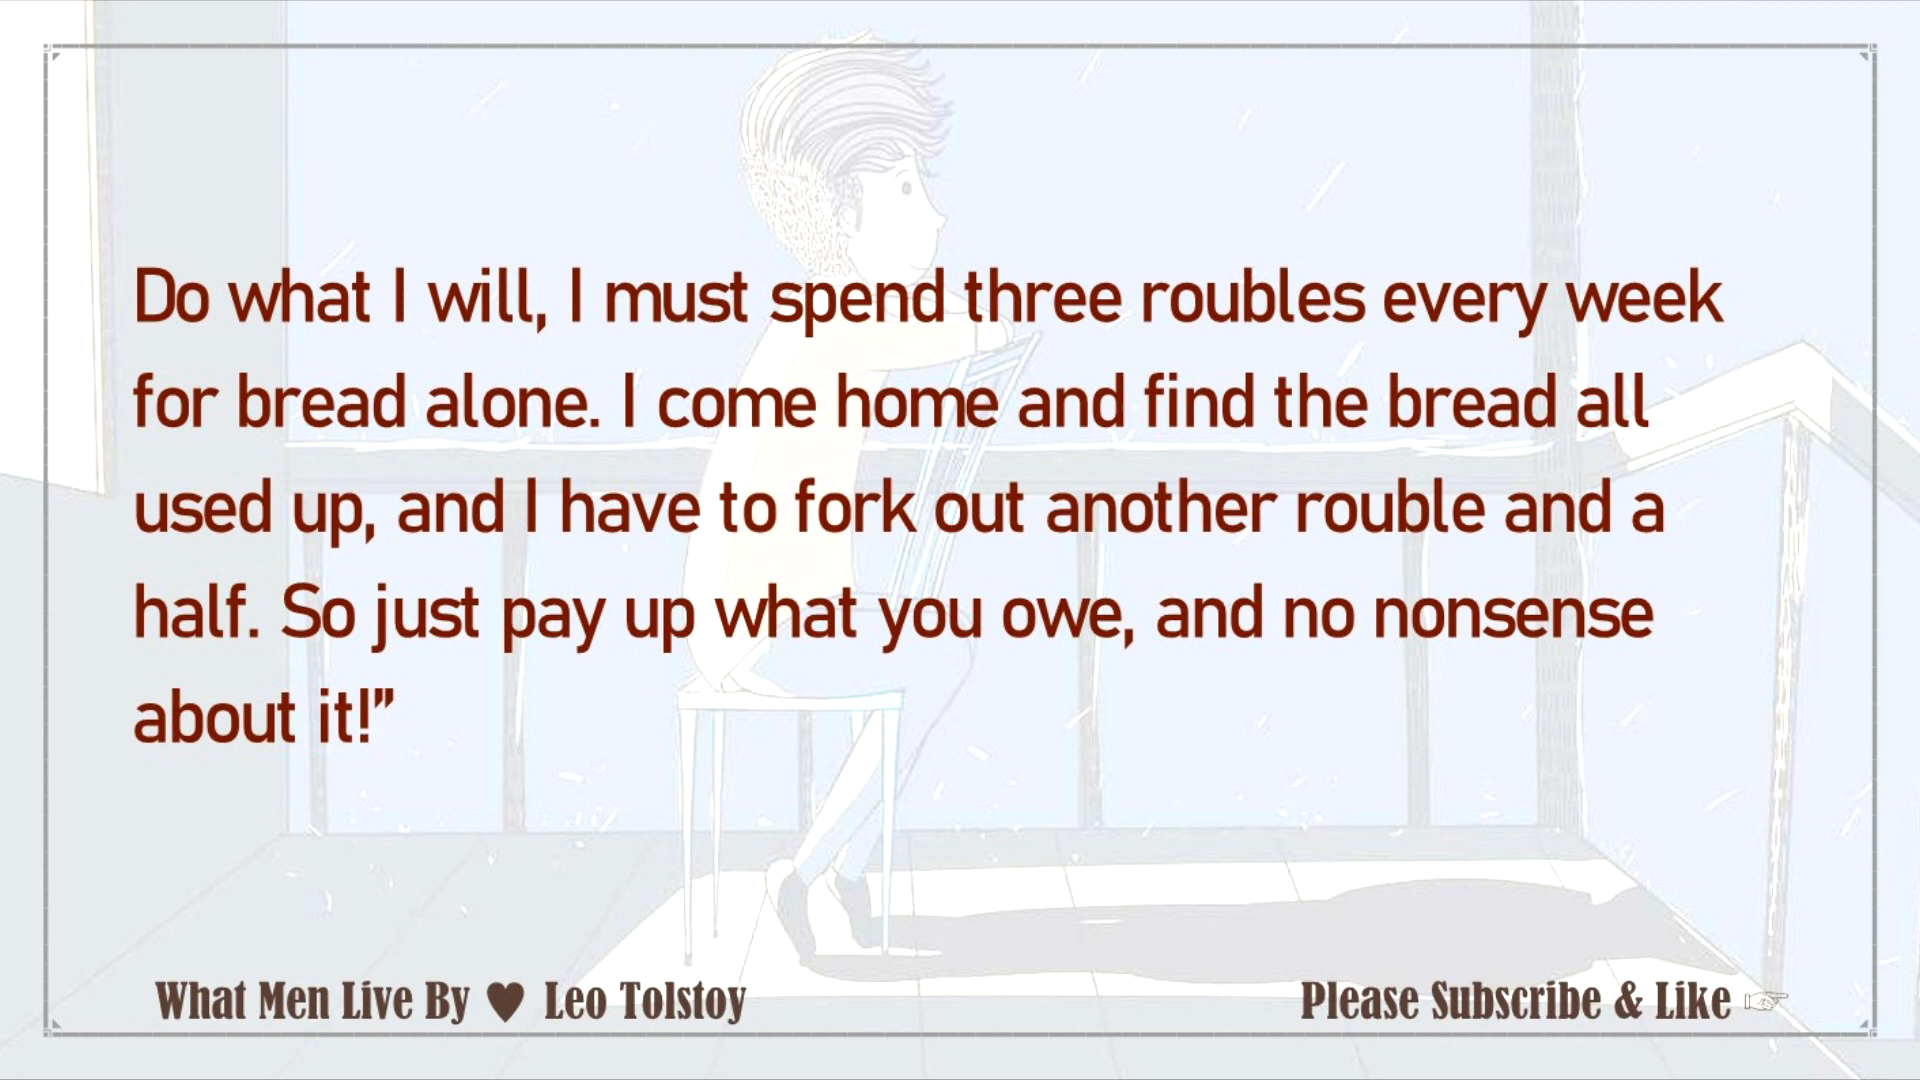 Do what I will, I must spend three roubles every week
for bread alone. I come home and find the bread all
used up, and I have to fork out another rouble and a
half. So just pay up what you owe, and no nonsense
about it!”
What Men Live By ♥ Leo Tolstoy
Please Subscribe & Like